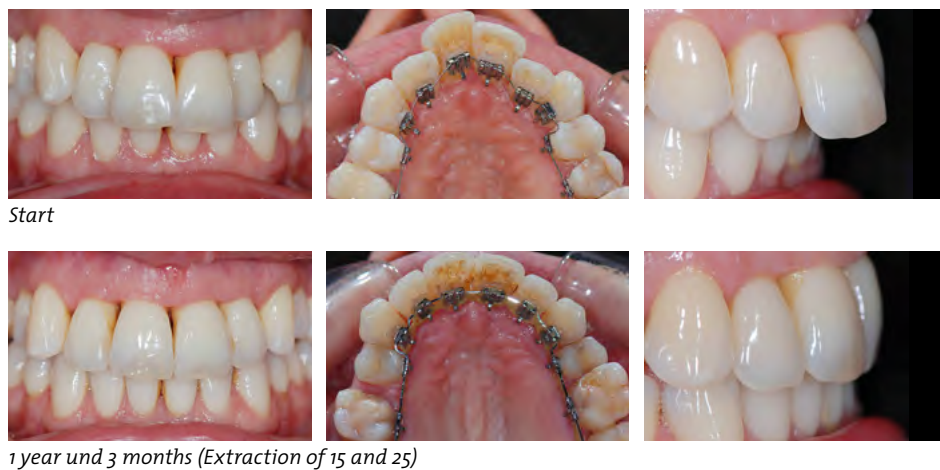 Start
1 year und 3 months (Extraction of 15 and 25)